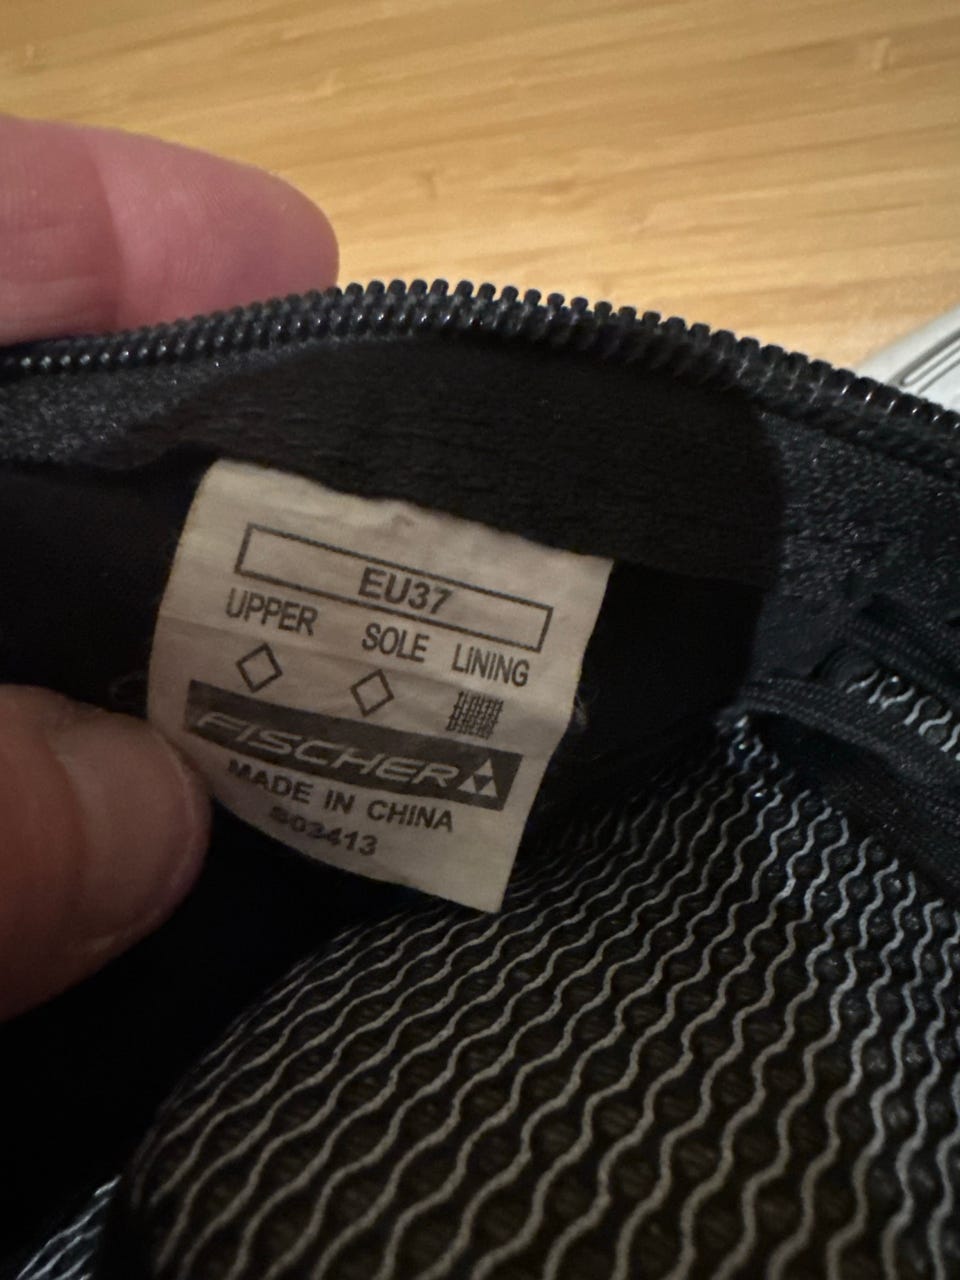 EU37
UPPER SOLE LINING
FISCHER
MADE IN CHINA
S03413